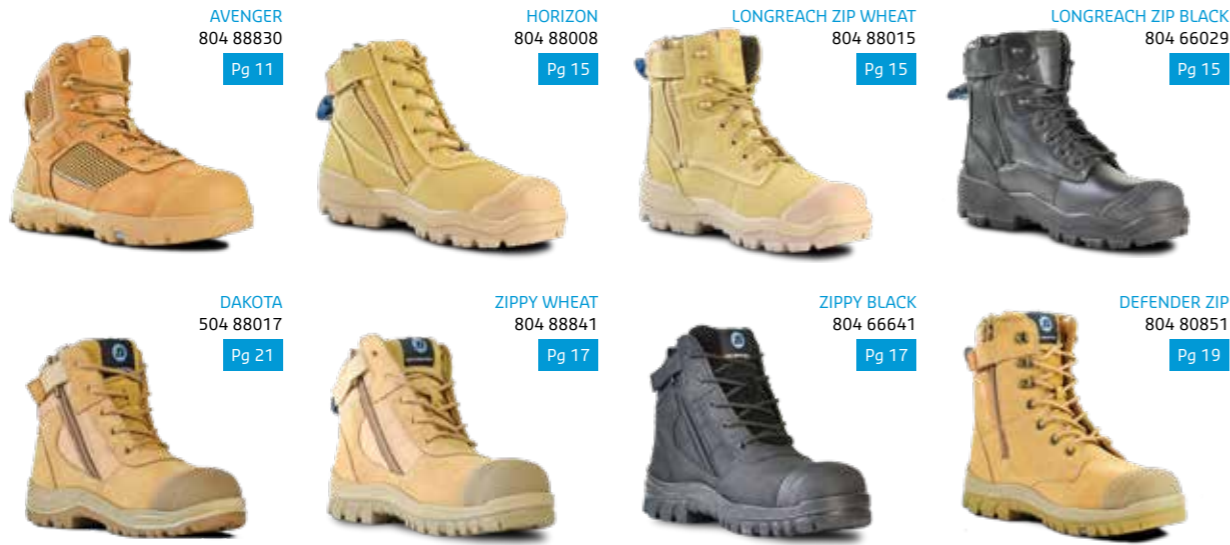 AVENGER
804 88830
Pg 11
HORIZON
804 88008
Pg 15
LONGREACH ZIP WHEAT
804 88015
Pg 15
LONGREACH ZIP BLACK
804 66029
Pg 15
DAKOTA
504 88017
Pg 21
ZIPPY WHEAT
804 88841
Pg 17
ZIPPY BLACK
804 66641
Pg 17
DEFENDER ZIP
804 80851
Pg 19